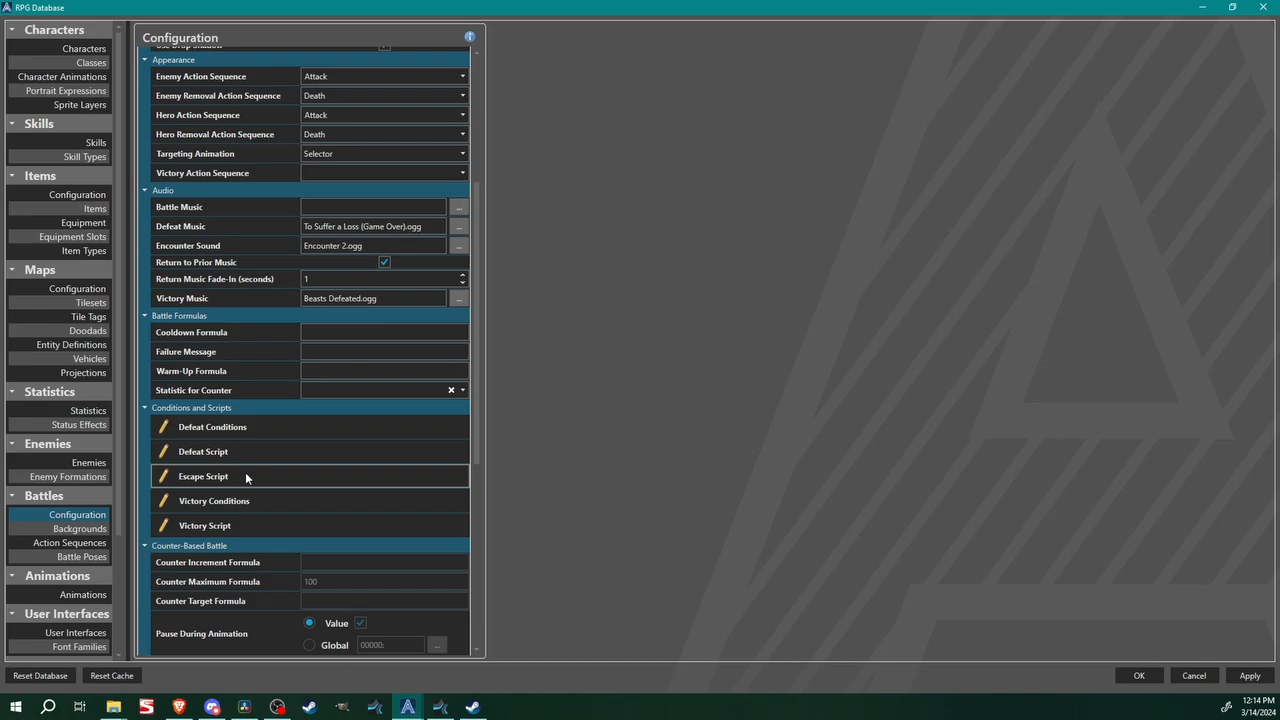 RPG Database
Characters
Characters
Classes
Character Animations
Portrait Expressions
Sprite Layers
Skills
Skills
Skill Types
Items
Configuration
Items
Equipment
Equipment Slots
Item Types
Maps
Configuration
Tilesets
Tile Tags
Doodads
Entity Definitions
Vehicles
Projections
Statistics
Statistics
Status Effects
Enemies
Enemies
Enemy Formations
Battles
Configuration
Backgrounds
Action Sequences
Battle Poses
Animations
Animations
User Interfaces
User Interfaces
Font Families
Configuration
Use Drop Shadow
Appearance
Enemy Action Sequence Attack
Enemy Removal Action Sequence Death
Hero Action Sequence Attack
Hero Removal Action Sequence Death
Targeting Animation Selector
Victory Action Sequence
Audio
Battle Music ...
Defeat Music To Suffer a Loss (Game Over).ogg ...
Encounter Sound Encounter 2.ogg ...
Return to Prior Music
Return Music Fade-In (seconds) 1
Victory Music Beasts Defeated.ogg ...
Battle Formulas
Cooldown Formula
Failure Message
Warm-Up Formula
Statistic for Counter
Conditions and Scripts
Defeat Conditions
Defeat Script
Escape Script
Victory Conditions
Victory Script
Counter-Based Battle
Counter Increment Formula
Counter Maximum Formula 100
Counter Target Formula
Pause During Animation
Value
Global 00000: ...
Reset Database Reset Cache
OK Cancel Apply
12:14 PM
3/14/2024